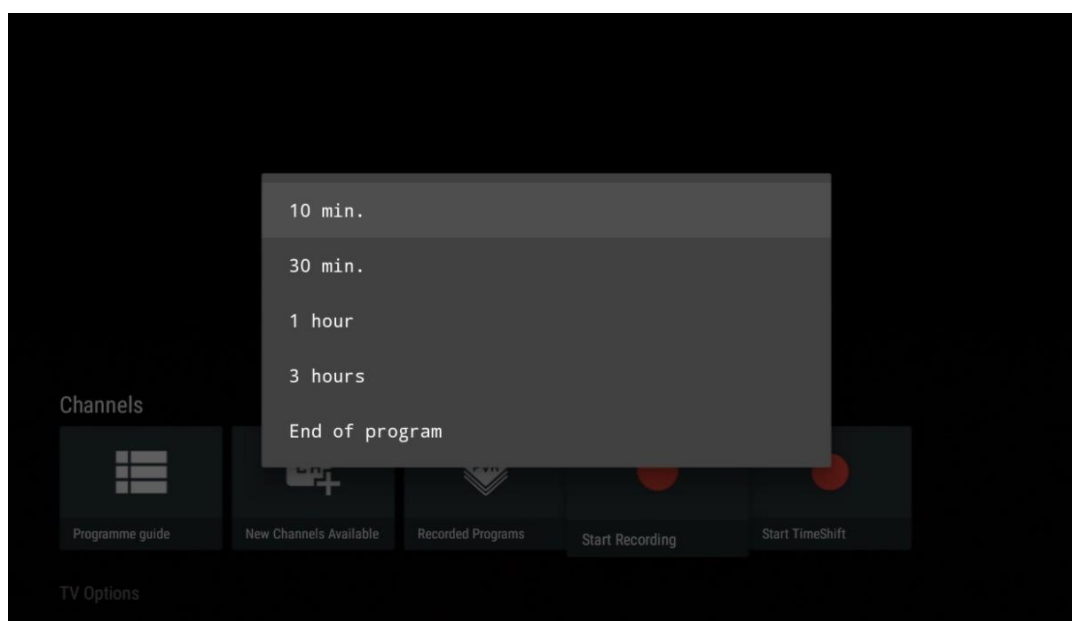 10 min.
30 min.
1 hour
3 hours
End of program
Channels
Programme guide
New Channels Available
Recorded Programs
Start Recording
Start TimeShift
TV Options